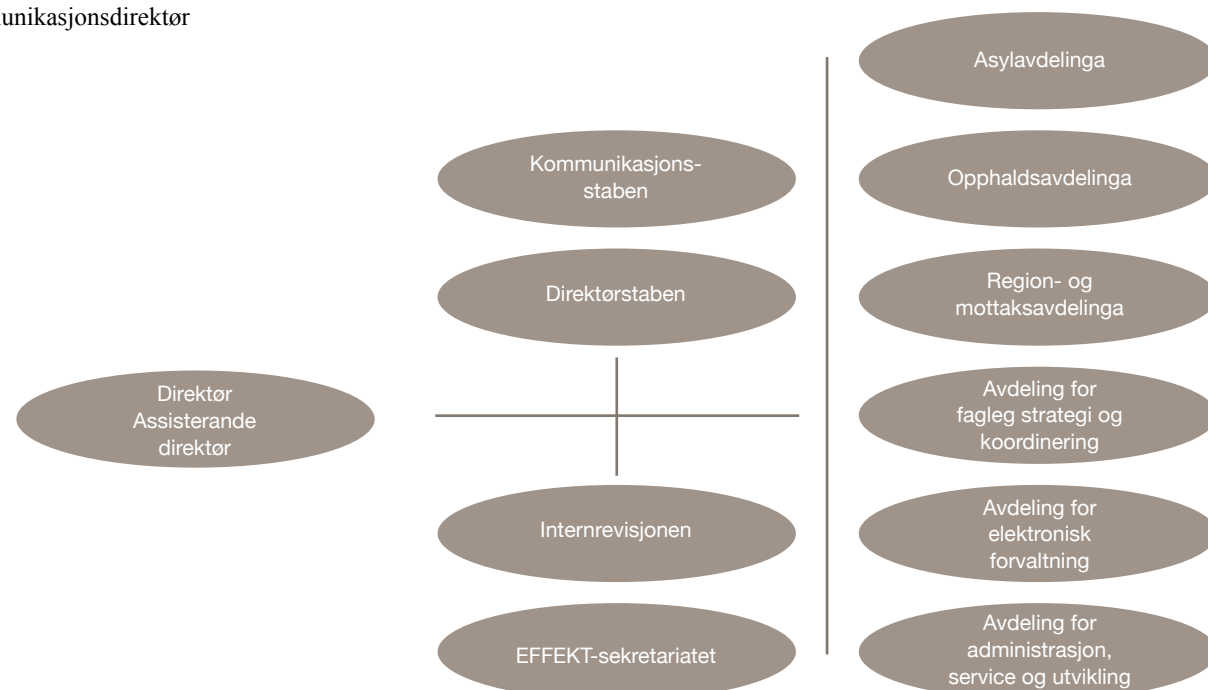 unikasjonsdirektør
Asylavdelinga
Kommunikasjons-
staben
Opphaldsavdelinga
Direktørstaben
Region- og
mottaksavdelinga
Direktør
Assisterande
direktør
Avdeling for
fagleg strategi og
koordinering
Internrevisjonen
Avdeling for
elektronisk
forvaltning
EFFEKT-sekretariatet
Avdeling for
administrasjon,
service og utvikling